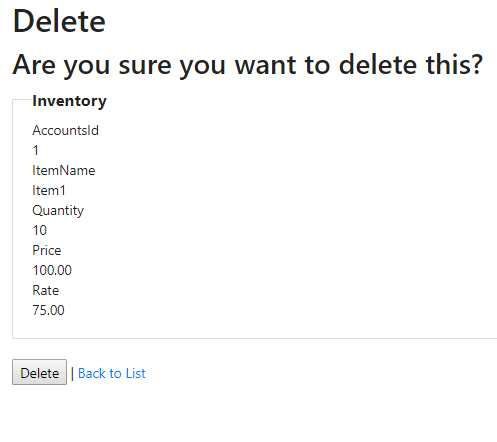 Delete
Are you sure you want to delete this?
Inventory
AccountsId
1
ItemName
Item1
Quantity
10
Price
100.00
Rate
75.00
Delete | Back to List